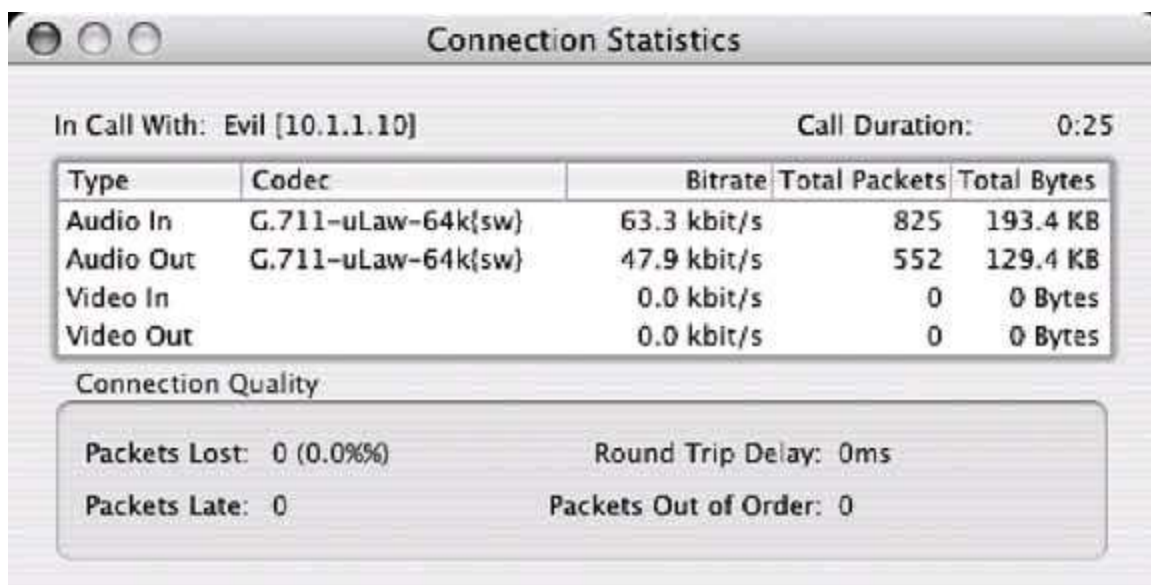 Connection Statistics
In Call With: Evil [10.1.1.10] Call Duration: 0:25
Type Codec Bitrate Total Packets Total Bytes
Audio In G.711-uLaw-64k{sw} 63.3 kbit/s 825 193.4 KB
Audio Out G.711-uLaw-64k{sw} 47.9 kbit/s 552 129.4 KB
Video In 0.0 kbit/s 0 0 Bytes
Video Out 0.0 kbit/s 0 0 Bytes
Connection Quality
Packets Lost: 0 (0.0%%) Round Trip Delay: 0ms
Packets Late: 0 Packets Out of Order: 0